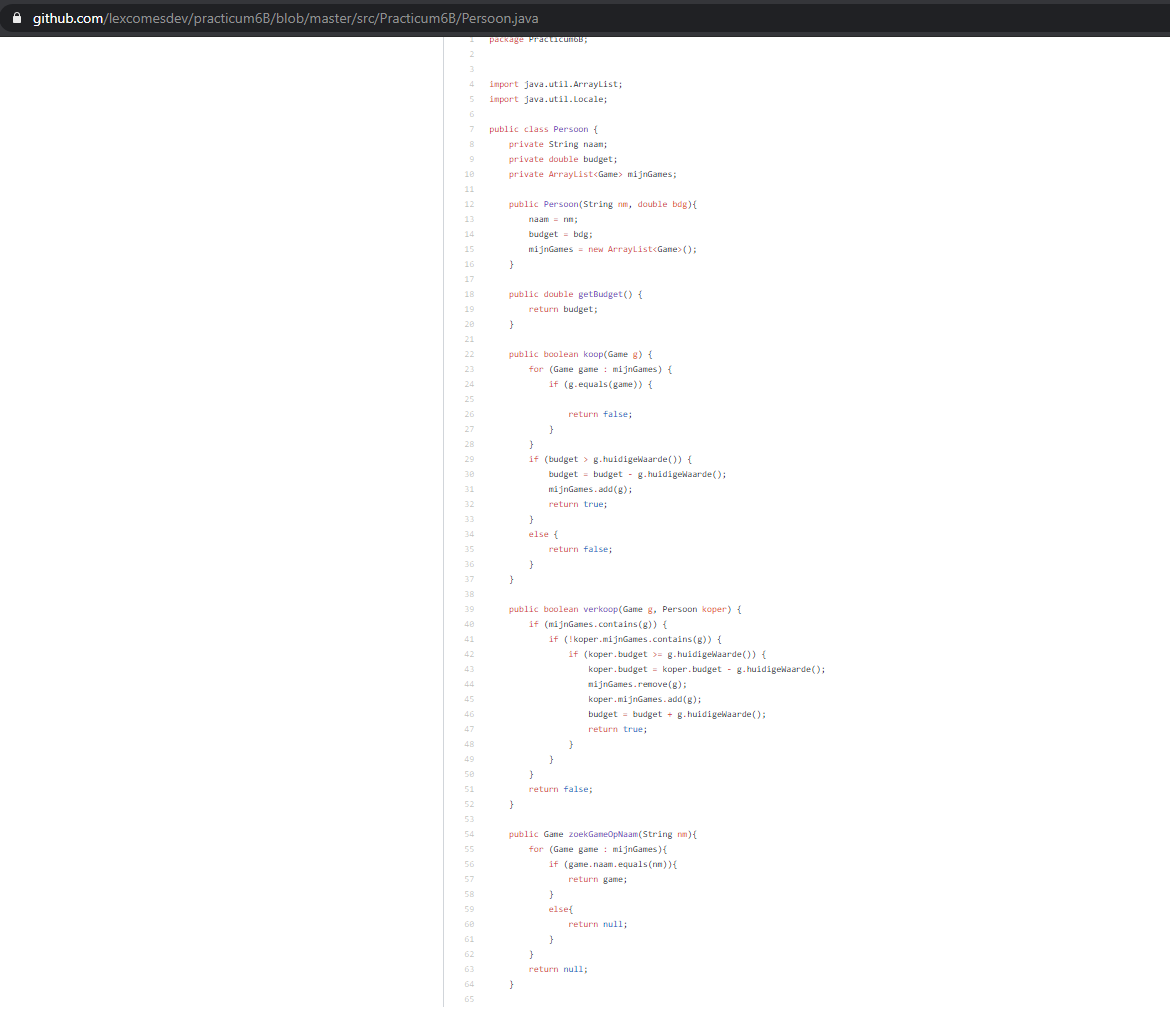 github.com/lexcomesdev/practicum6B/blob/master/src/Practicum6B/Persoon.java
1 package Practicum6B;
2
3
4 import java.util.ArrayList;
5 import java.util.Locale;
6
7 public class Persoon {
8 private String naam;
9 private double budget;
10 private ArrayList<Game> mijnGames;
11
12 public Persoon(String nm, double bdg){
13 naam = nm;
14 budget = bdg;
15 mijnGames = new ArrayList<Game>();
16 }
17
18 public double getBudget() {
19 return budget;
20 }
21
22 public boolean koop(Game g) {
23 for (Game game : mijnGames) {
24 if (g.equals(game)) {
25
26 return false;
27 }
28 }
29 if (budget > g.huidigeWaarde()) {
30 budget = budget - g.huidigeWaarde();
31 mijnGames.add(g);
32 return true;
33 }
34 else {
35 return false;
36 }
37 }
38
39 public boolean verkoop(Game g, Persoon koper) {
40 if (mijnGames.contains(g)) {
41 if (!koper.mijnGames.contains(g)) {
42 if (koper.budget >= g.huidigeWaarde()) {
43 koper.budget = koper.budget - g.huidigeWaarde();
44 mijnGames.remove(g);
45 koper.mijnGames.add(g);
46 budget = budget + g.huidigeWaarde();
47 return true;
48 }
49 }
50 }
51 return false;
52 }
53
54 public Game zoekGameOpNaam(String nm){
55 for (Game game : mijnGames){
56 if (game.naam.equals(nm)){
57 return game;
58 }
59 else{
60 return null;
61 }
62 }
63 return null;
64 }
65